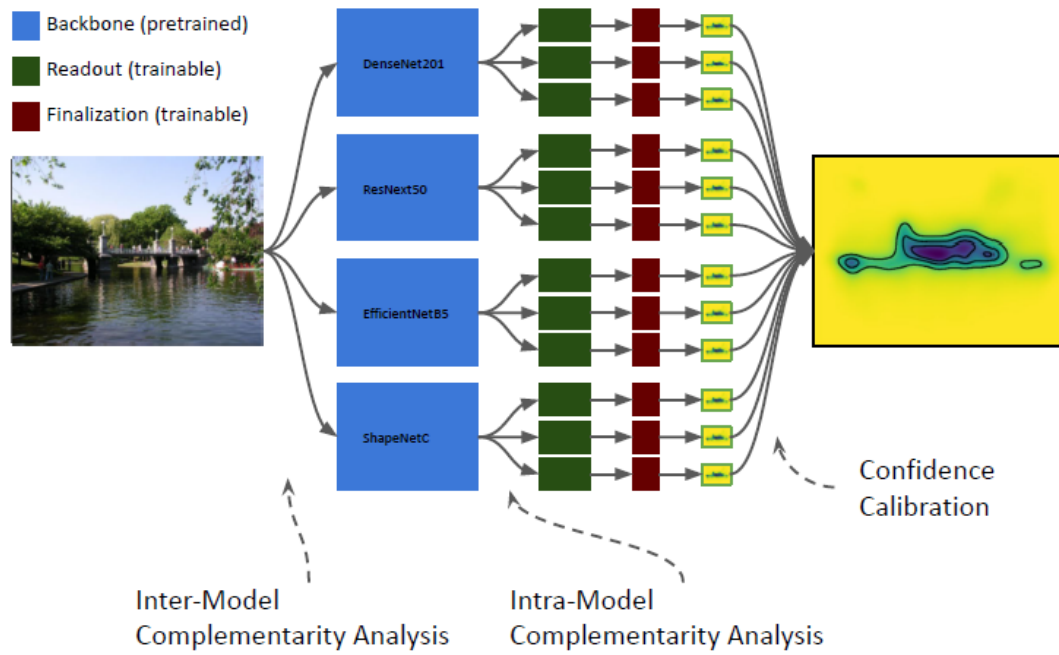 Backbone (pretrained)
Readout (trainable)
Finalization (trainable)
DenseNet201
ResNext50
EfficientNetB5
ShapeNetC
Confidence
Calibration
Inter-Model
Complementarity Analysis
Intra-Model
Complementarity Analysis